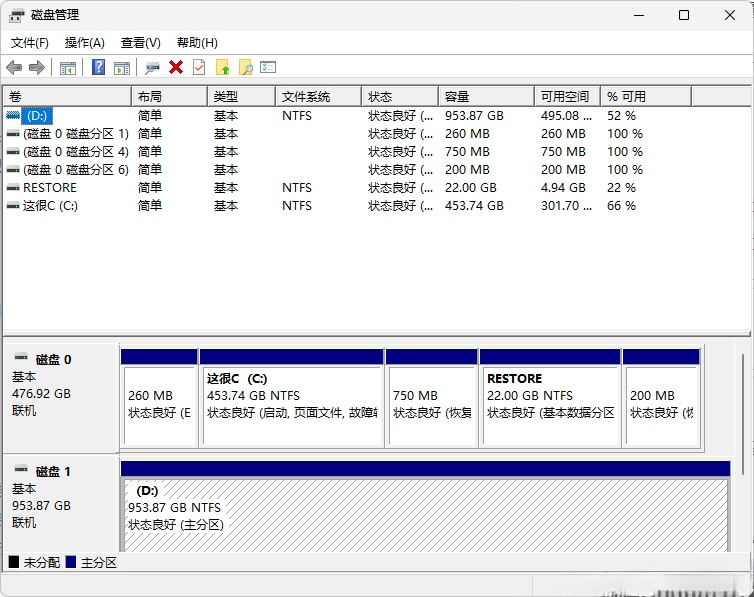 磁盘管理
文件(F) 操作(A) 查看(V) 帮助(H)
卷 布局 类型 文件系统 状态 容量 可用空间 % 可用
(D:) 简单 基本 NTFS 状态良好 (... 953.87 GB 495.08 ... 52 %
(磁盘 0 磁盘分区 1) 简单 基本 状态良好 (... 260 MB 260 MB 100 %
(磁盘 0 磁盘分区 4) 简单 基本 状态良好 (... 750 MB 750 MB 100 %
(磁盘 0 磁盘分区 6) 简单 基本 状态良好 (... 200 MB 200 MB 100 %
RESTORE 简单 基本 NTFS 状态良好 (... 22.00 GB 4.94 GB 22 %
这很C (C:) 简单 基本 NTFS 状态良好 (... 453.74 GB 301.70 ... 66 %
磁盘 0
基本
476.92 GB
联机
260 MB
状态良好 (E
这很C (C:)
453.74 GB NTFS
状态良好 (启动, 页面文件, 故障转
750 MB
状态良好 (恢复
RESTORE
22.00 GB NTFS
状态良好 (基本数据分区
200 MB
状态良好 (恢
磁盘 1
基本
953.87 GB
联机
(D:)
953.87 GB NTFS
状态良好 (主分区)
未分配 主分区